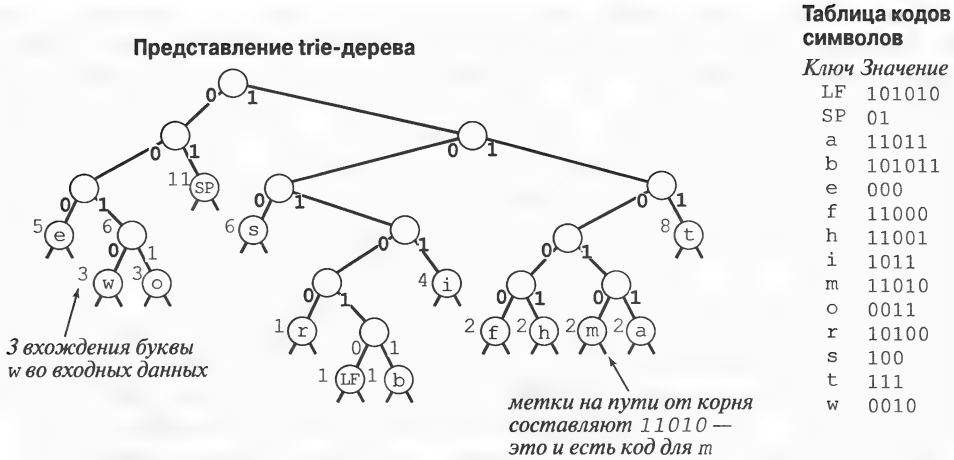 Представление trie-дерева
0 1
0 1 0 1
11 SP
0 1 0 1 0 1
5 e 6 6 s 8 t
0 1 0 1 0 1
3 w 3 o 4 i
0 1 0 1 0 1
1 r 2 f 2 h 2 m 2 a
0 1
1 LF 1 b
3 вхождения буквы
w во входных данных
метки на пути от корня
составляют 11010 —
это и есть код для m
Таблица кодов
символов
Ключ Значение
LF 101010
SP 01
a 11011
b 101011
e 000
f 11000
h 11001
i 1011
m 11010
o 0011
r 10100
s 100
t 111
w 0010